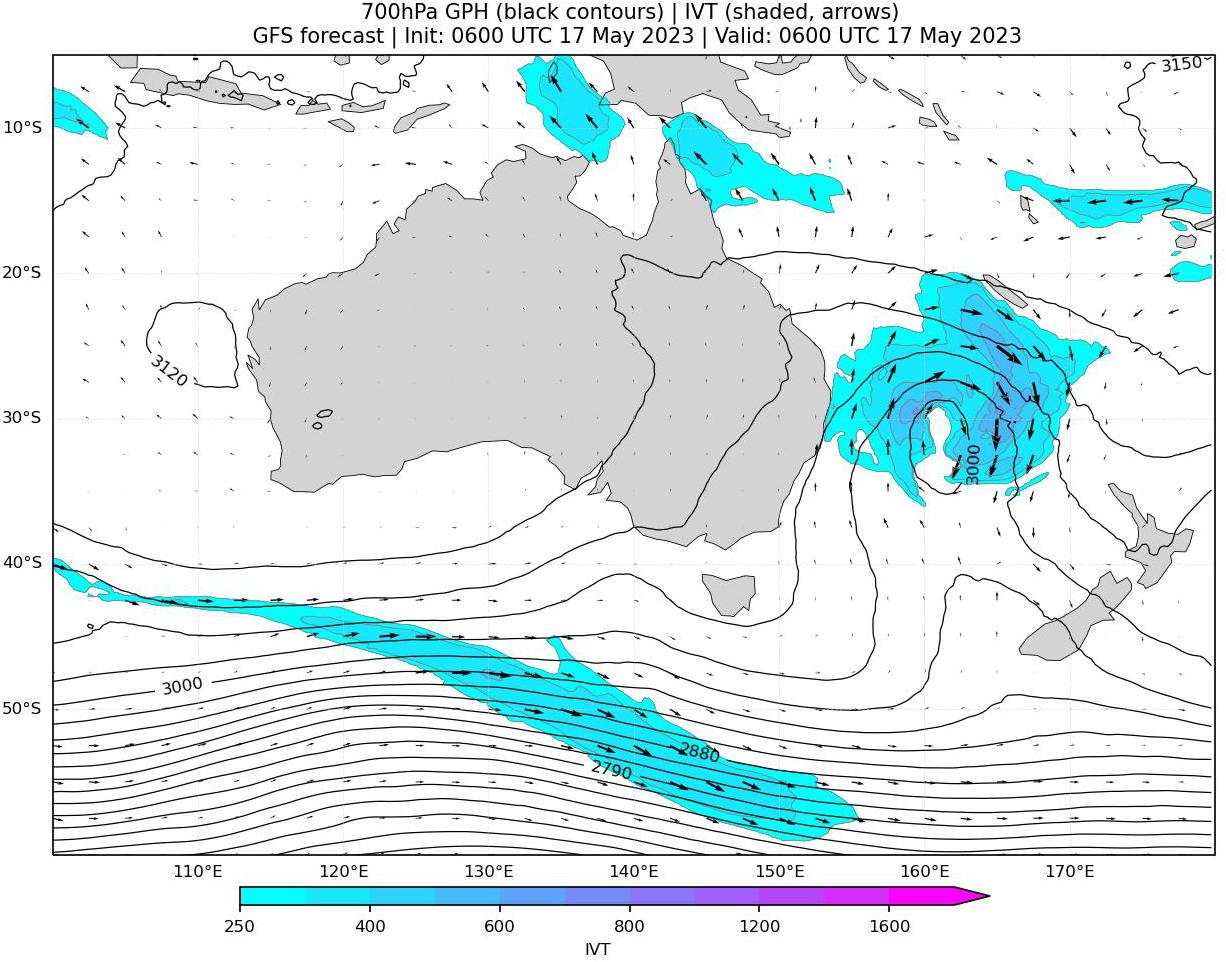 700hPa GPH (black contours) | IVT (shaded, arrows)
GFS forecast | Init: 0600 UTC 17 May 2023 | Valid: 0600 UTC 17 May 2023
3150
10°S
20°S
3120
30°S
3000
40°S
3000
50°S
2880
2790
110°E 120°E 130°E 140°E 150°E 160°E 170°E
250 400 600 800 1200 1600
IVT